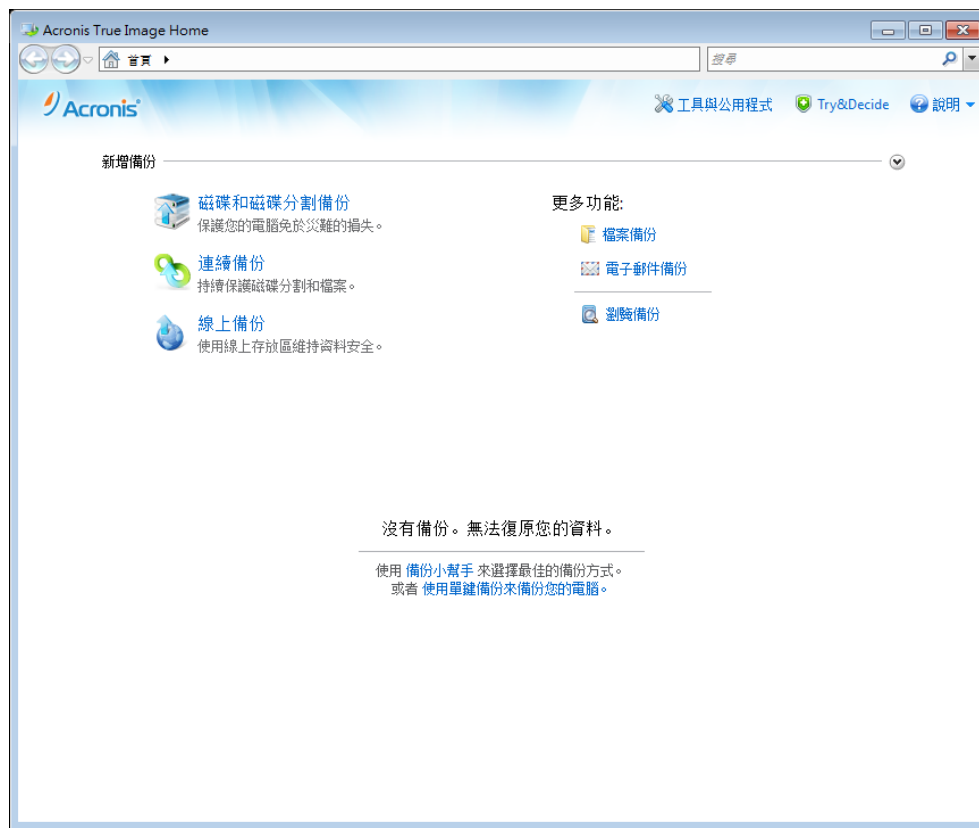 Acronis True Image Home
首頁
搜尋
Acronis
工具與公用程式
Try&Decide
說明
新增備份
磁碟和磁碟分割備份
保護您的電腦免於災難的損失。
連續備份
持續保護磁碟分割和檔案。
線上備份
使用線上存放區維持資料安全。
更多功能:
檔案備份
電子郵件備份
瀏覽備份
沒有備份。無法復原您的資料。
使用 備份小幫手 來選擇最佳的備份方式。
或者 使用單鍵備份來備份您的電腦。